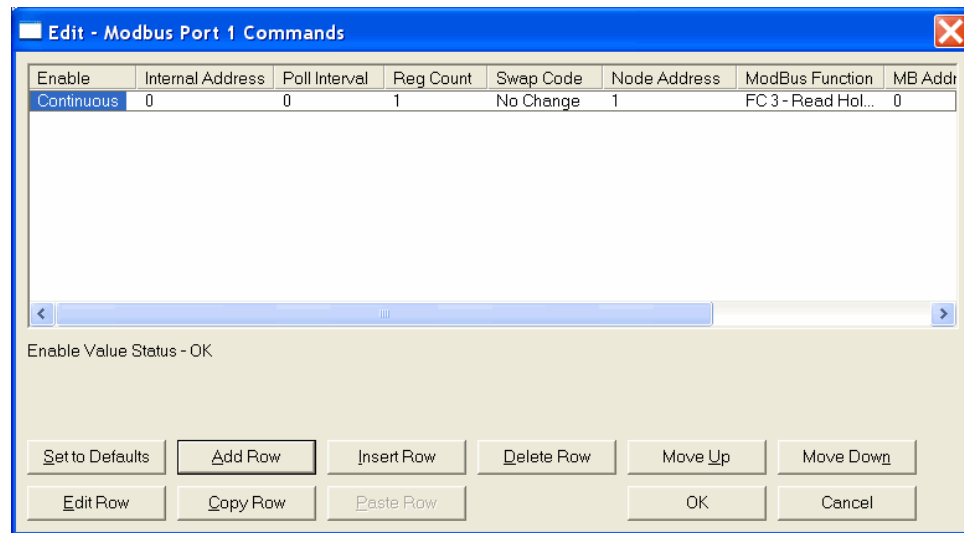 Edit - Modbus Port 1 Commands
Enable Internal Address Poll Interval Reg Count Swap Code Node Address ModBus Function MB Addr
Continuous 0 0 1 No Change 1 FC 3 - Read Hol... 0
Enable Value Status - OK
Set to Defaults Add Row Insert Row Delete Row Move Up Move Down
Edit Row Copy Row Paste Row OK Cancel